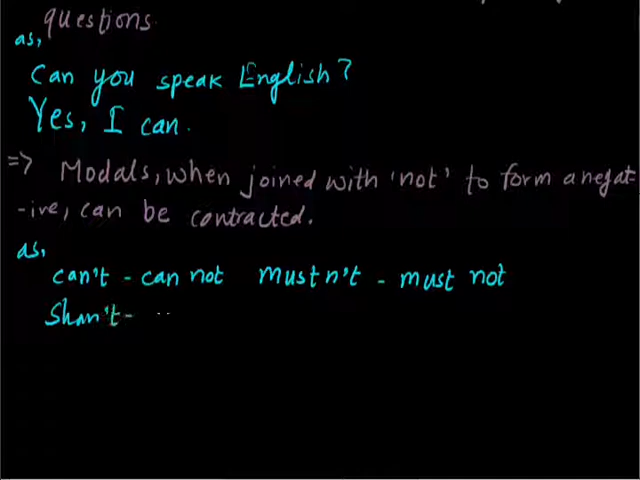 questions.
as,
Can you speak English?
Yes, I can.
=> Modals, when joined with 'not' to form a negat-
-ive, can be contracted.
as,
can't - can not mustn't - must not
Shan't -